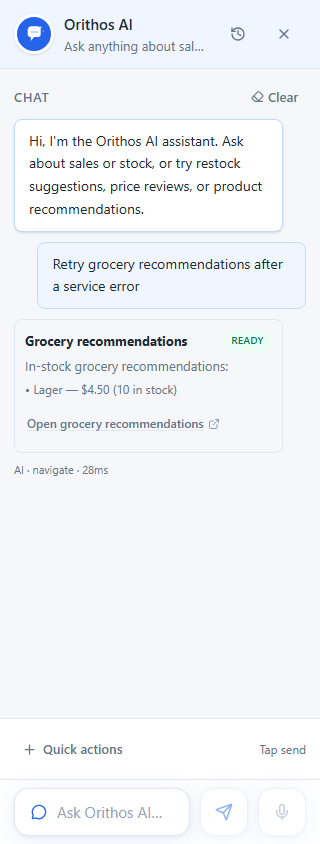 Orithos AI
Ask anything about sal...
CHAT
Clear
Hi, I'm the Orithos AI assistant. Ask
about sales or stock, or try restock
suggestions, price reviews, or product
recommendations.
Retry grocery recommendations after
a service error
Grocery recommendations
READY
In-stock grocery recommendations:
• Lager — $4.50 (10 in stock)
Open grocery recommendations
AI · navigate · 28ms
Quick actions
Tap send
Ask Orithos AI...